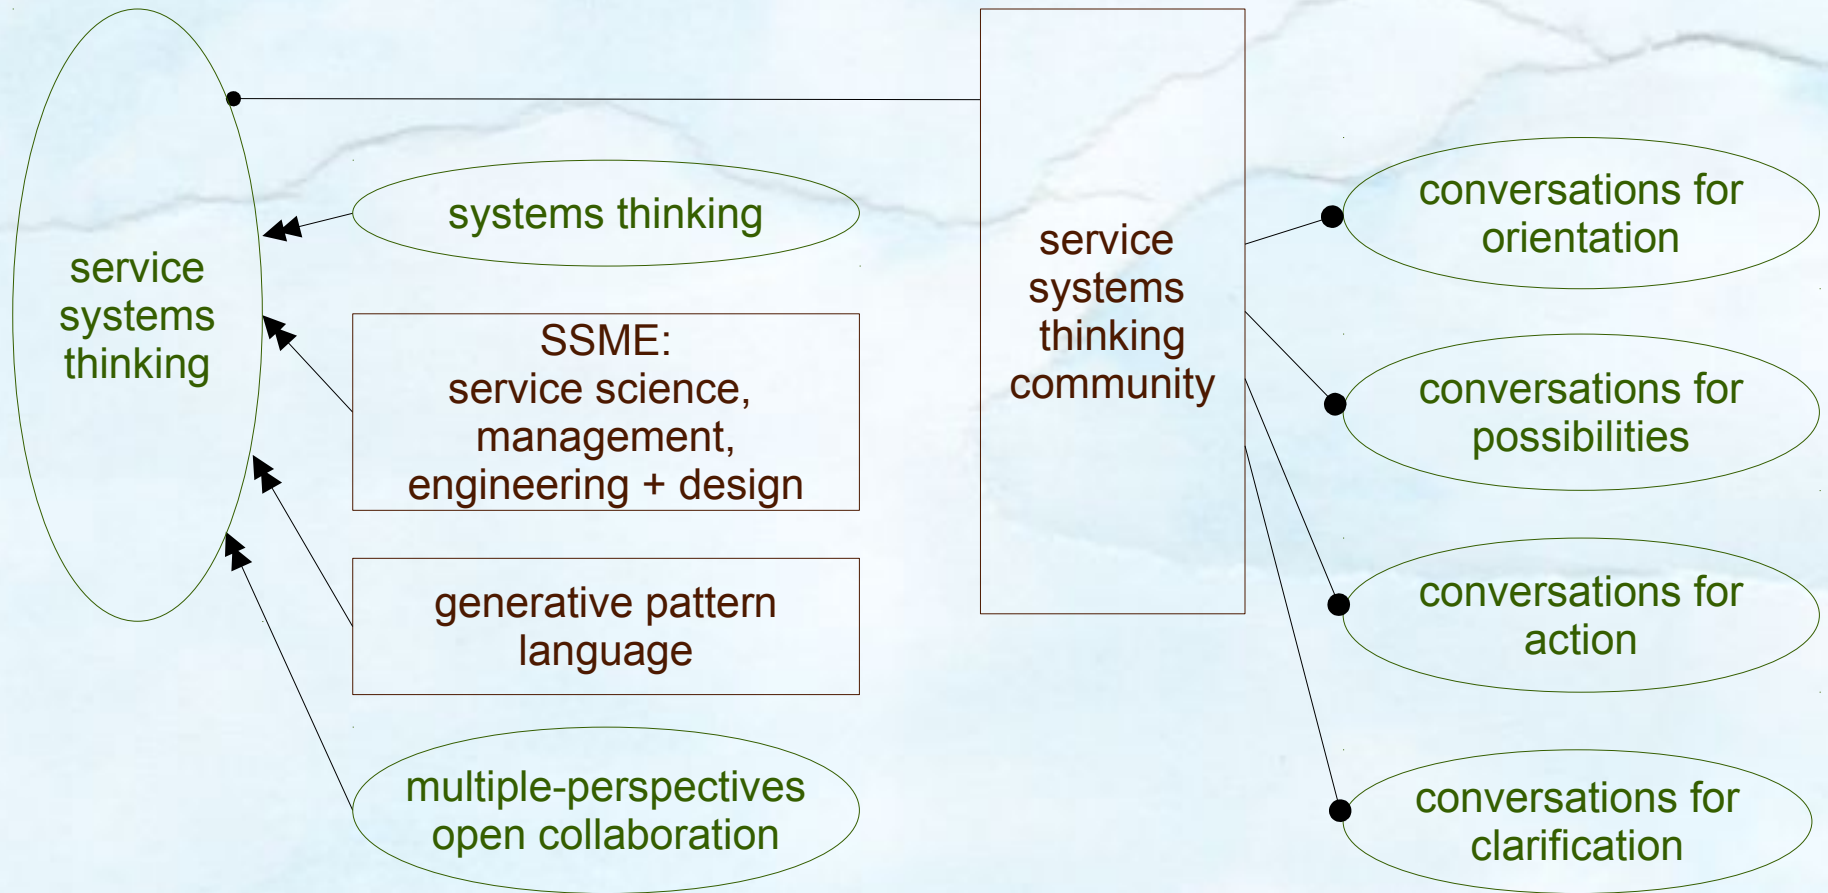 service
systems
thinking
systems thinking
SSME:
service science,
management,
engineering + design
generative pattern
language
multiple-perspectives
open collaboration
service
systems
thinking
community
conversations for
orientation
conversations for
possibilities
conversations for
action
conversations for
clarification